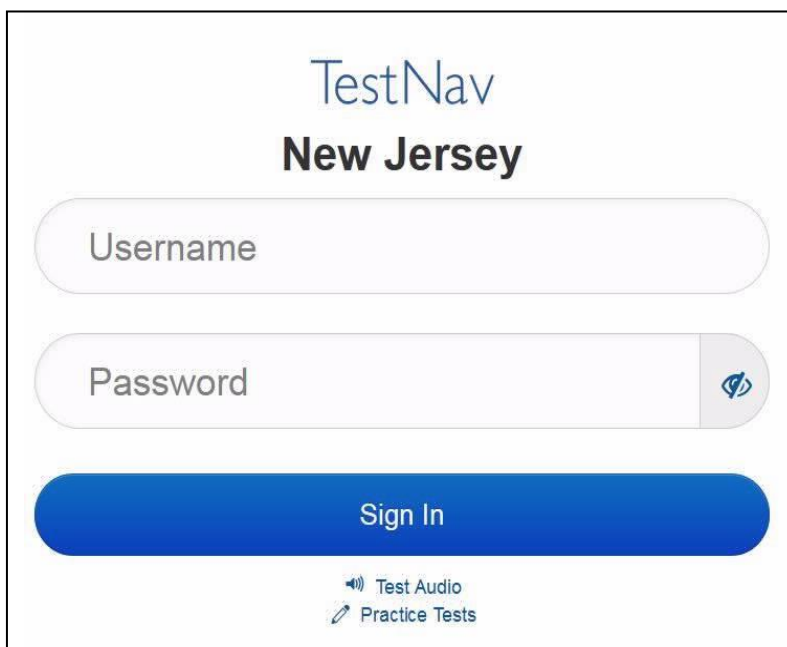 TestNav
New Jersey
Username
Password
Sign In
Test Audio
Practice Tests